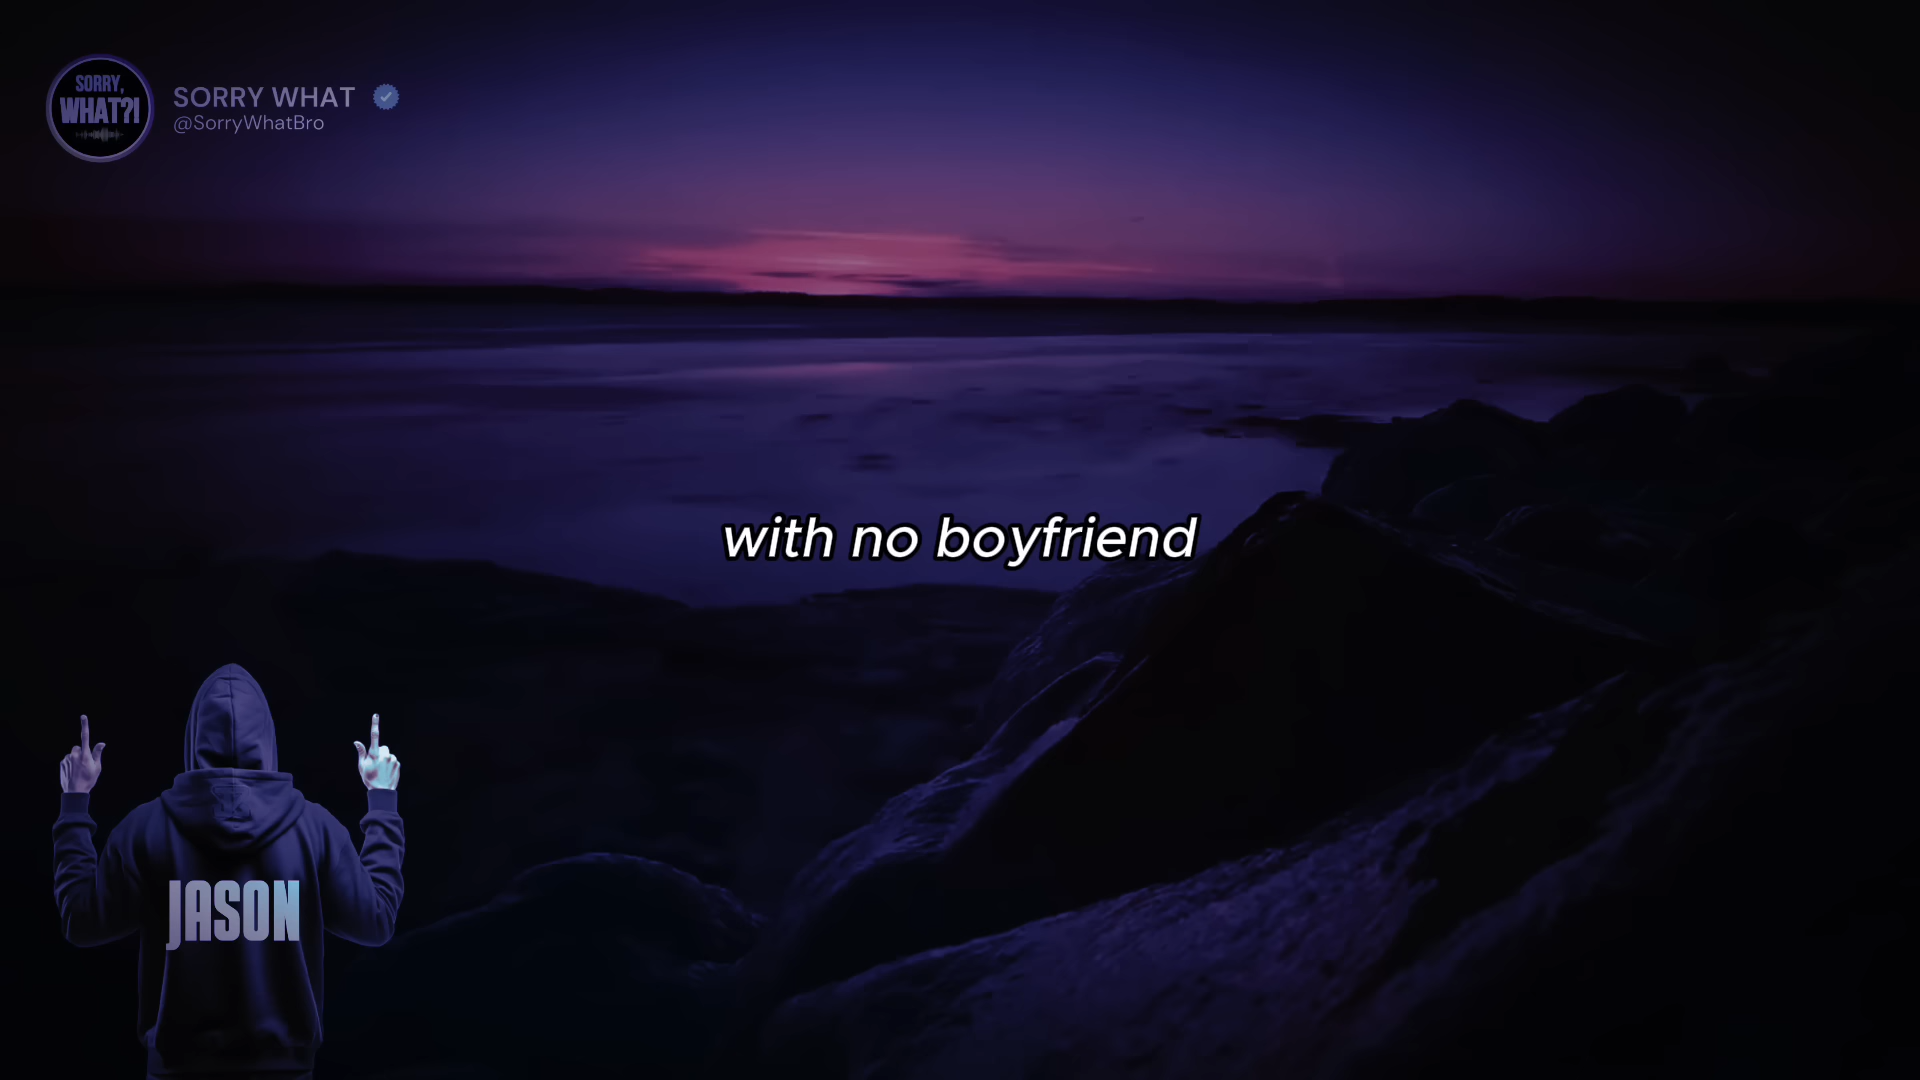 SORRY,
WHAT?!
SORRY WHAT
@SorryWhatBro
with no boyfriend
JASON